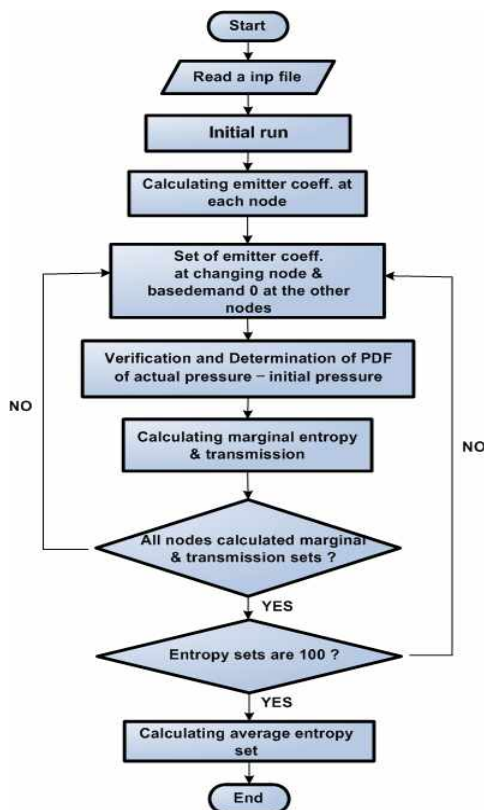 Start
Read a inp file
Initial run
Calculating emitter coeff. at
each node
Set of emitter coeff.
at changing node &
basedemand 0 at the other
nodes
Verification and Determination of PDF
of actual pressure – initial pressure
NO
Calculating marginal entropy
& transmission
NO
All nodes calculated marginal
& transmission sets ?
YES
Entropy sets are 100 ?
YES
Calculating average entropy
set
End